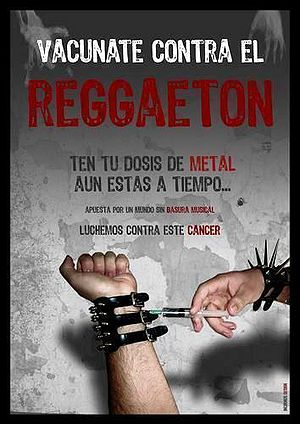 VACUNATE CONTRA EL
REGGAETON
TEN TU DOSIS DE METAL
AUN ESTAS A TIEMPO...
APUESTA POR UN MUNDO SIN BASURA MUSICAL
LUCHEMOS CONTRA ESTE CANCER